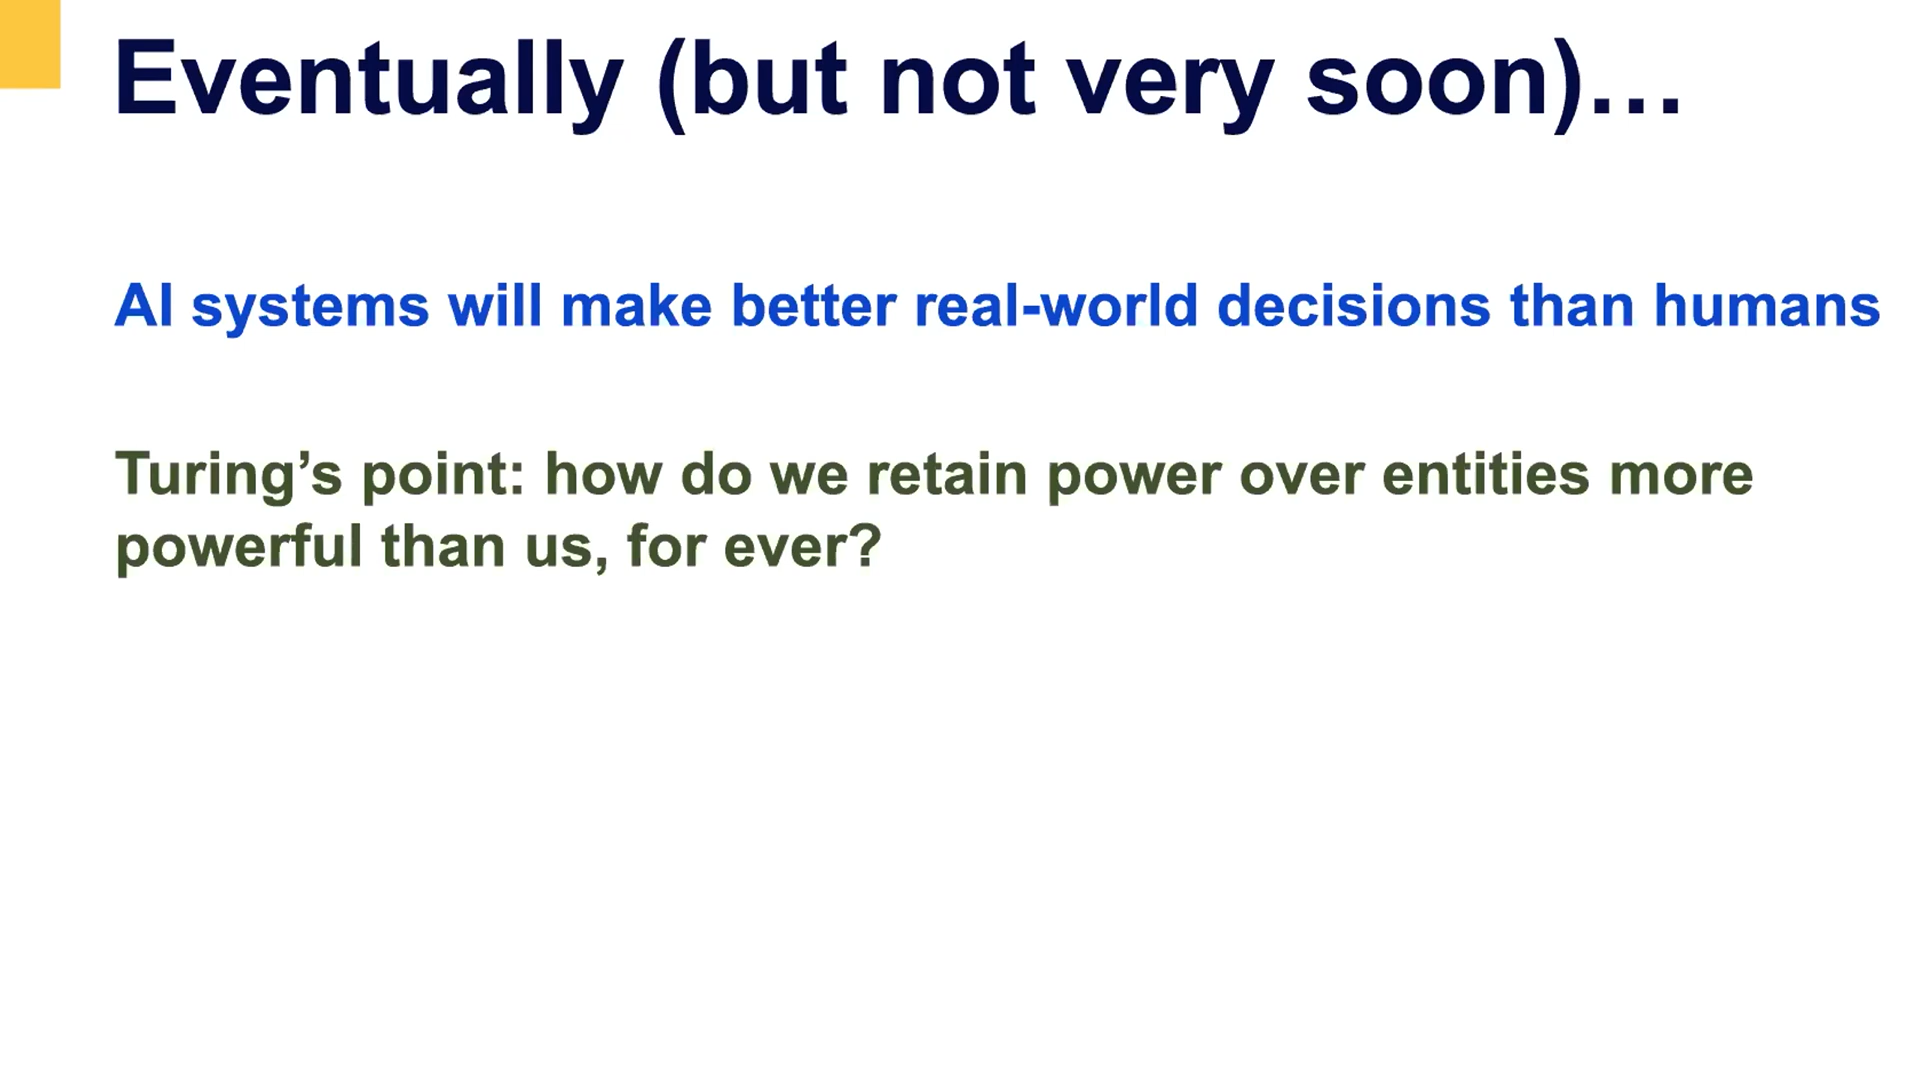 Eventually (but not very soon)…
AI systems will make better real-world decisions than humans
Turing’s point: how do we retain power over entities more
powerful than us, for ever?